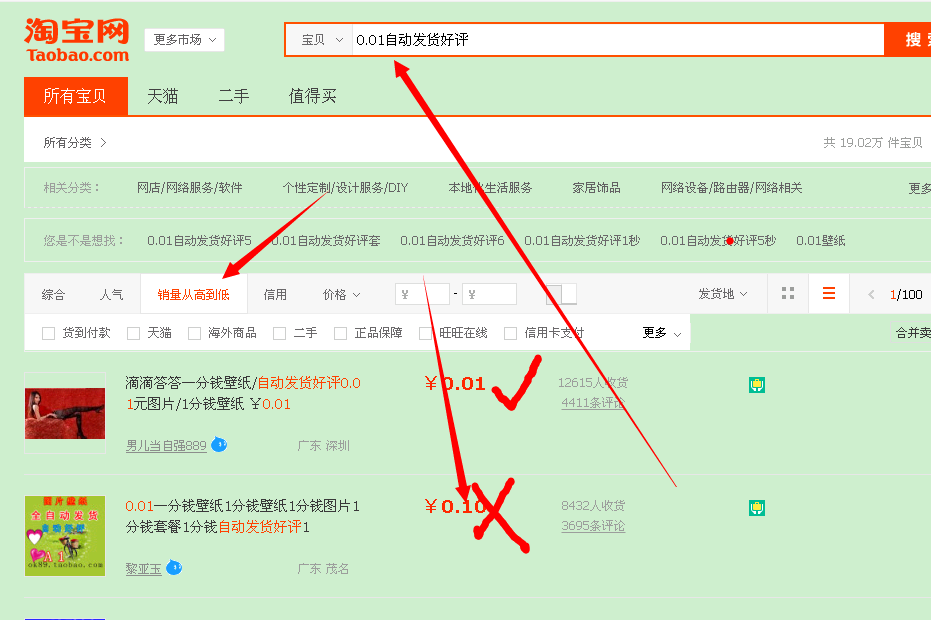 淘宝网
Taobao.com
更多市场
宝贝
0.01自动发货好评
搜
所有宝贝
天猫
二手
值得买
所有分类
共 19.02万 件宝贝
相关分类：
网店/网络服务/软件
个性定制/设计服务/DIY
本地化生活服务
家居饰品
网络设备/路由器/网络相关
更多
您是不是想找：
0.01自动发货好评5
0.01自动发货好评套
0.01自动发货好评6
0.01自动发货好评1秒
0.01自动发货好评5秒
0.01壁纸
综合
人气
销量从高到低
信用
价格
¥
-
¥
发货地
1/100
货到付款
天猫
海外商品
二手
正品保障
旺旺在线
信用卡支付
更多
合并卖
滴滴答答一分钱壁纸/自动发货好评0.0
1元图片/1分钱壁纸 ￥0.01
￥0.01
12615人收货
4411条评论
男儿当自强889
广东 深圳
图片壁纸
全自动发货
自动好评
1
ok89.taobao.com
0.01一分钱壁纸1分钱壁纸1分钱图片1
分钱套餐1分钱自动发货好评1
￥0.10
8432人收货
3695条评论
黎亚玉
广东 茂名